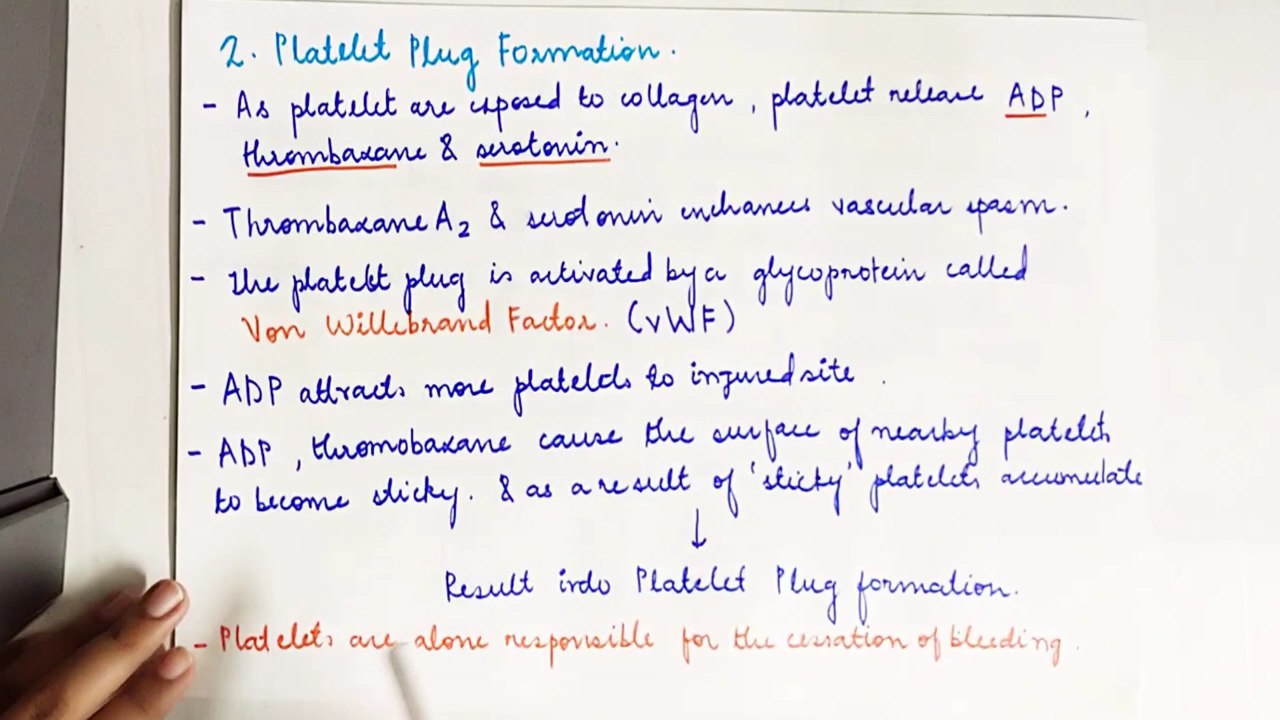 2. Platelet Plug Formation.
- As platelet are exposed to collagen, platelet release ADP,
thrombaxane & serotonin.
- Thrombaxane A2 & serotonin enchances vascular spasm.
- The platelet plug is activated by a glycoprotein called
Von Willebrand Factor. (vWF)
- ADP attracts more platelets to injured site.
- ADP, thromobaxane cause the surface of nearby platelets
to become sticky. & as a result of 'sticky' platelets accumulate
↓
Result into Platelet Plug formation.
- Platelets are alone responsible for the cessation of bleeding.